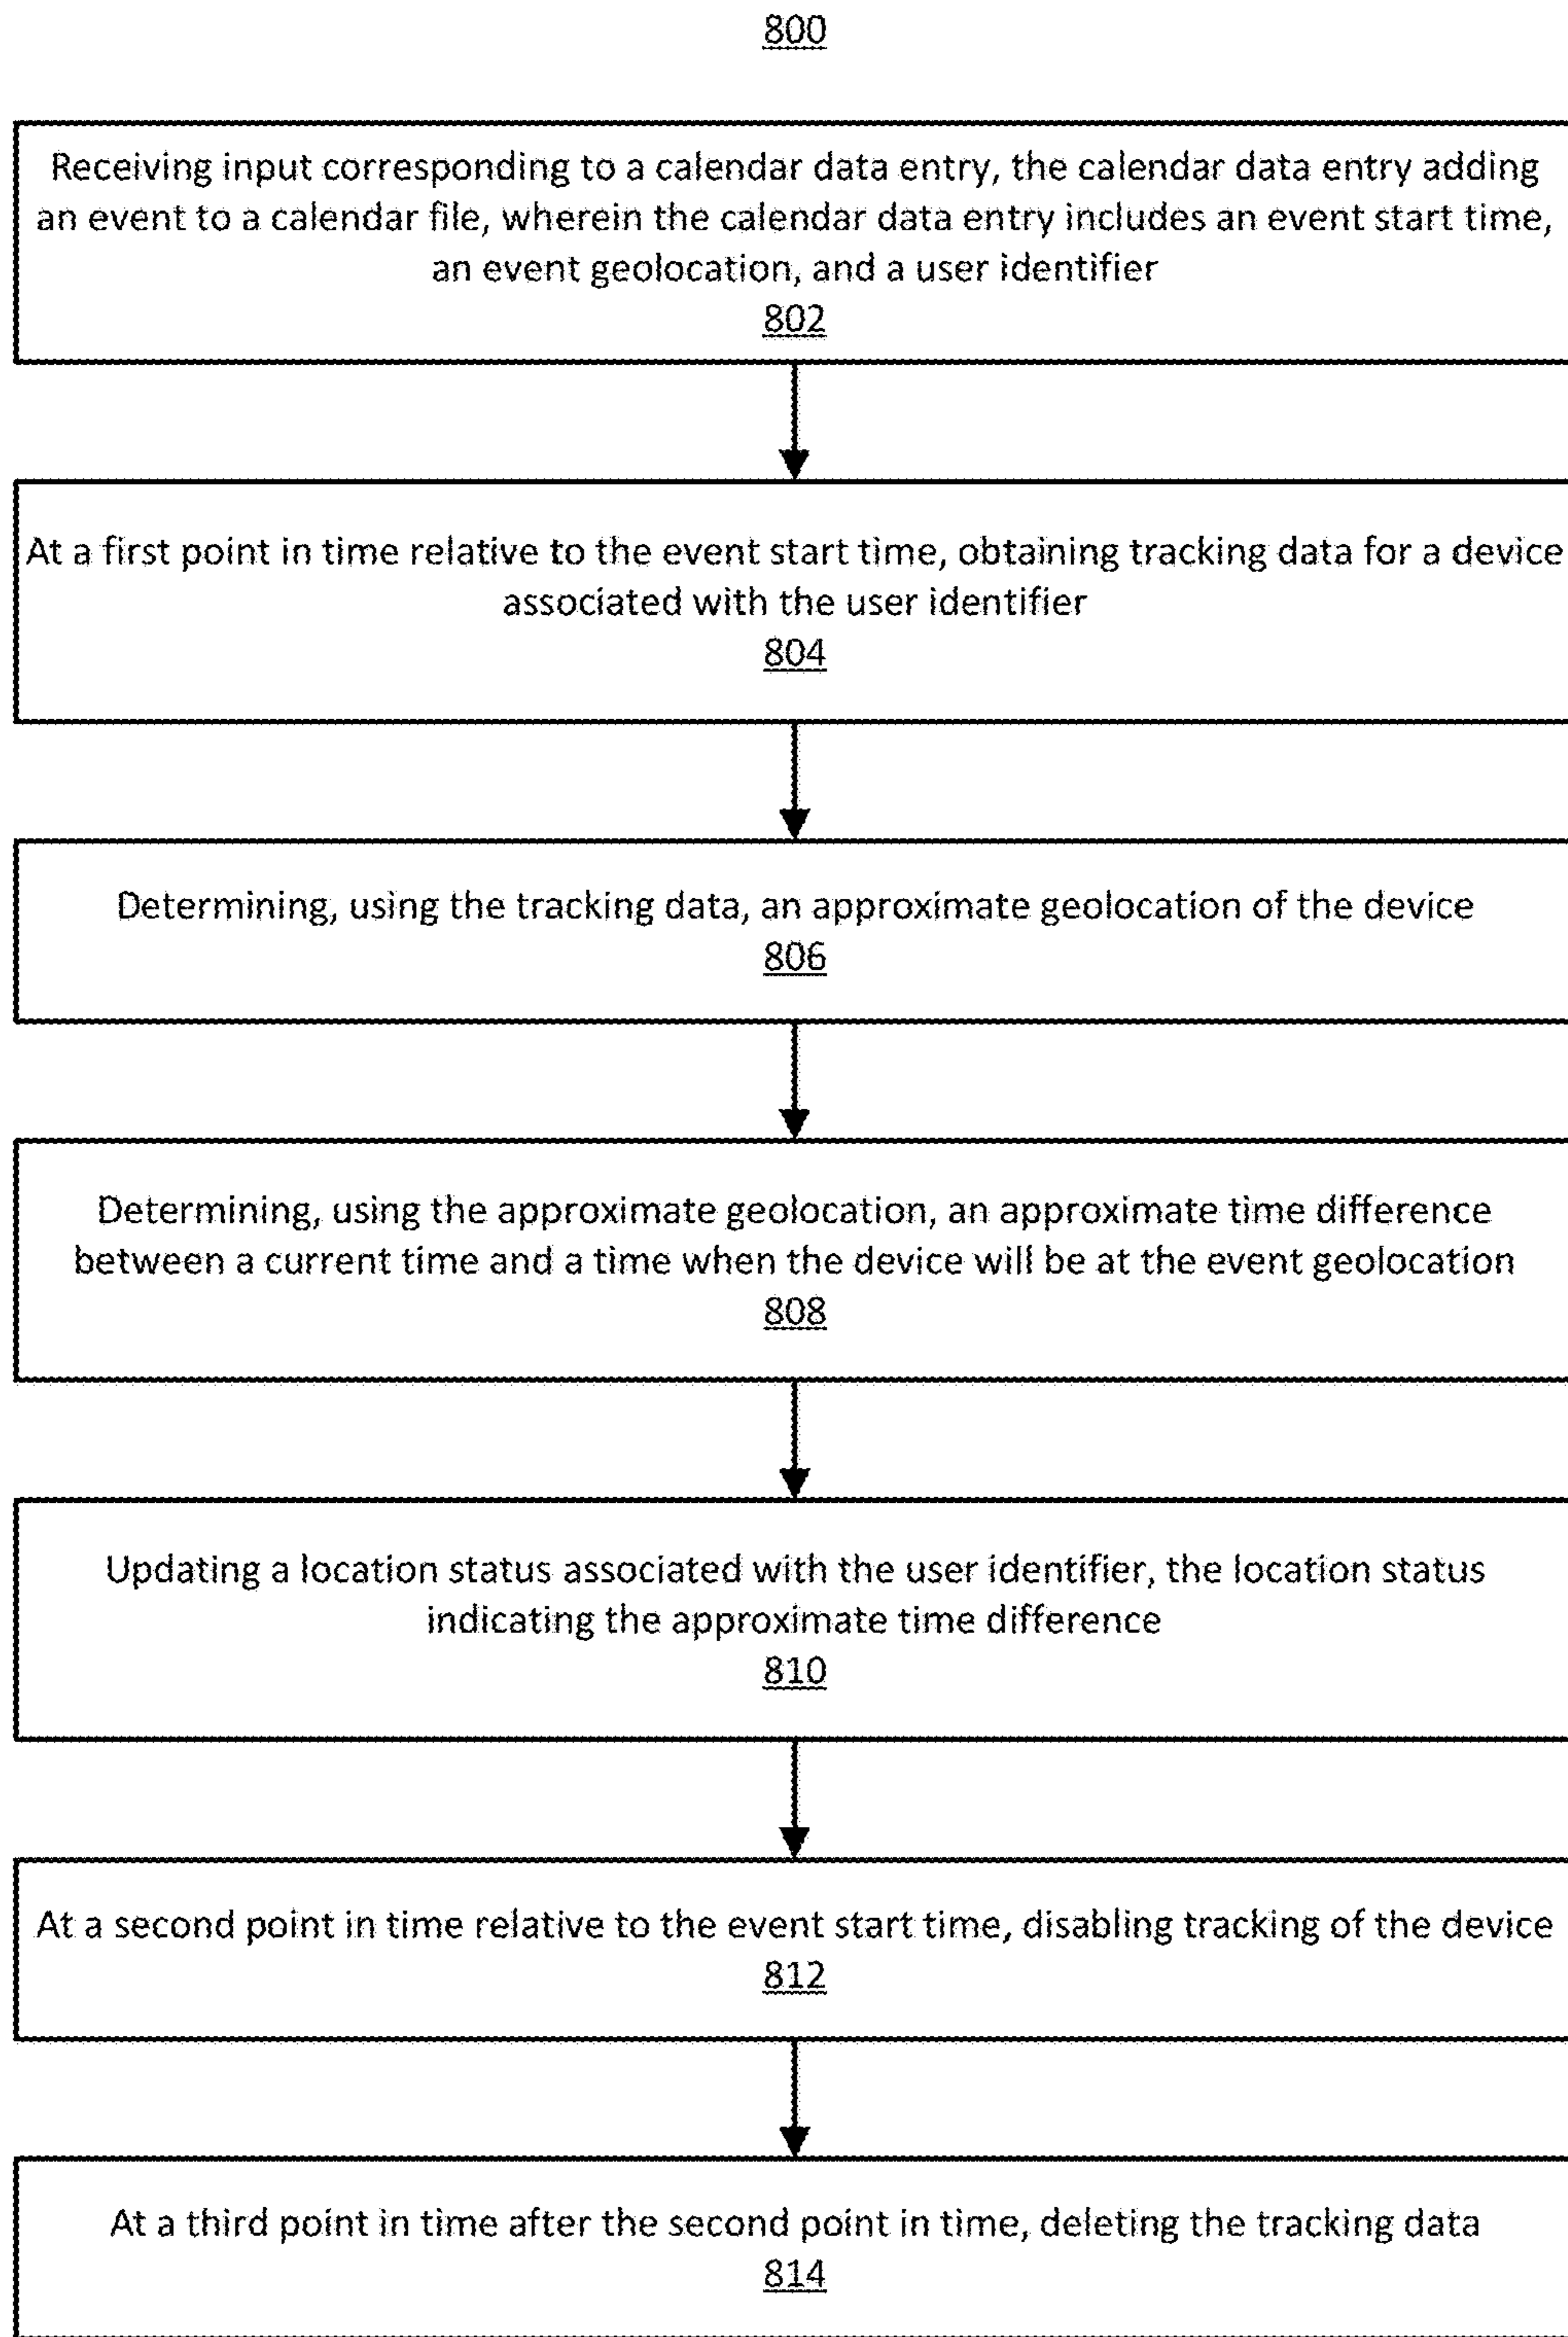 800
Receiving input corresponding to a calendar data entry, the calendar data entry adding
an event to a calendar file, wherein the calendar data entry includes an event start time,
an event geolocation, and a user identifier
802
At a first point in time relative to the event start time, obtaining tracking data for a device
associated with the user identifier
804
Determining, using the tracking data, an approximate geolocation of the device
806
Determining, using the approximate geolocation, an approximate time difference
between a current time and a time when the device will be at the event geolocation
808
Updating a location status associated with the user identifier, the location status
indicating the approximate time difference
810
At a second point in time relative to the event start time, disabling tracking of the device
812
At a third point in time after the second point in time, deleting the tracking data
814